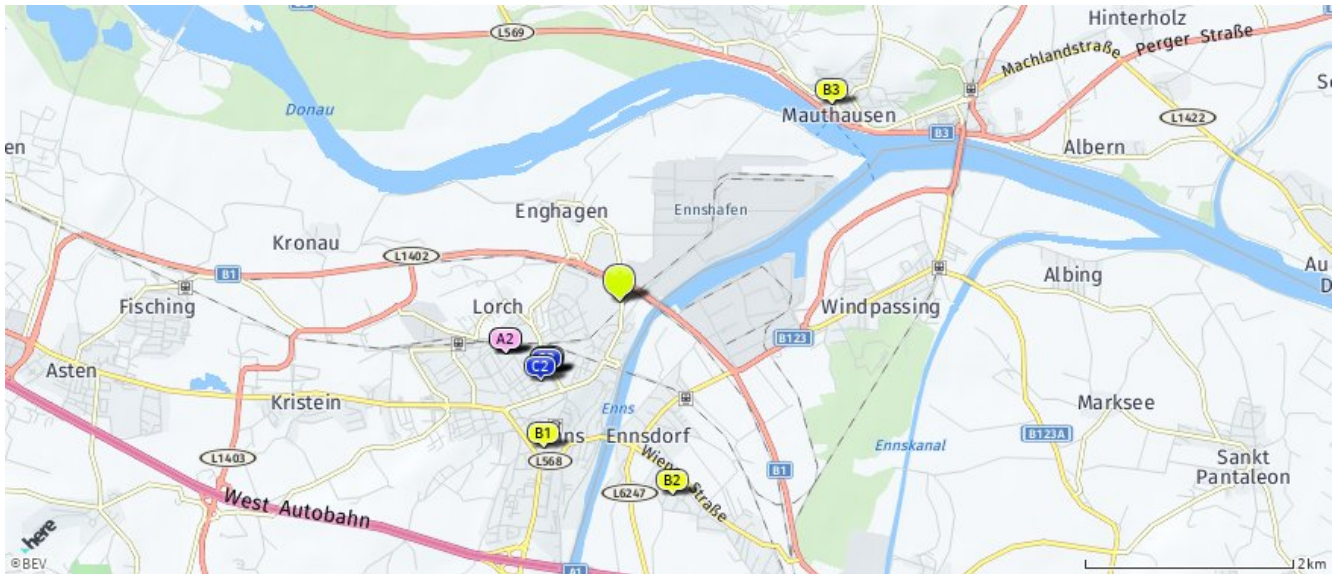 Hinterholz
L569
Machlandstraße
Perger Straße
B3
Mauthausen
Donau
L1422
B3
Albern
en
Enghagen
Ennshafen
Kronau
L1402
B1
Albing
Au
Fisching
Lorch
Windpassing
A2
B123
C2
Asten
Kristein
Enns
Marksee
B1
Ennsdorf
B123A
Ennskanal
L1403
L568
B1
Sankt
Pantaleon
B2
L6247
Wiener Straße
West Autobahn
here
©BEV
A1
2km